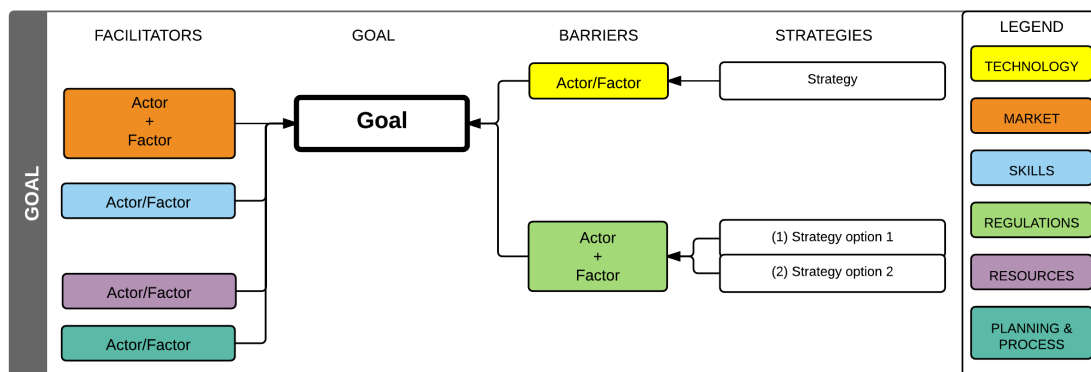 GOAL
FACILITATORS
GOAL
BARRIERS
STRATEGIES
LEGEND
Actor
+
Factor
Actor/Factor
Actor/Factor
Actor/Factor
Goal
Actor/Factor
Actor
+
Factor
Strategy
(1) Strategy option 1
(2) Strategy option 2
TECHNOLOGY
MARKET
SKILLS
REGULATIONS
RESOURCES
PLANNING &
PROCESS